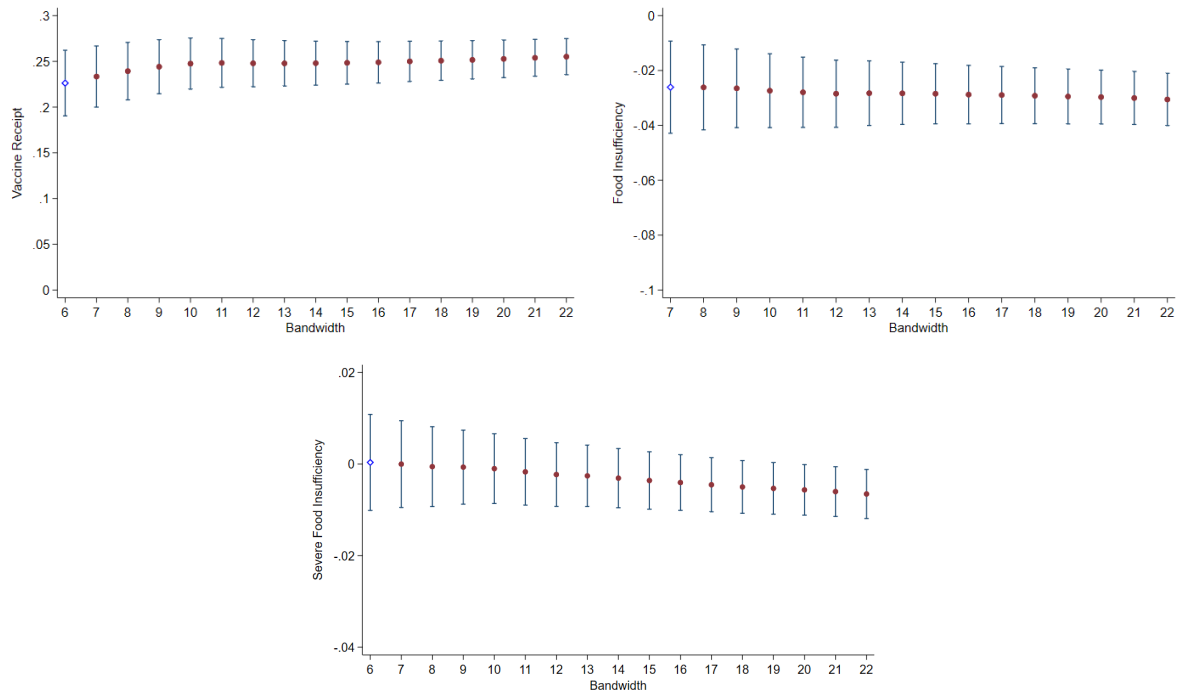 .3
.25
.2
.15
.1
.05
0
Vaccine Receipt
6 7 8 9 10 11 12 13 14 15 16 17 18 19 20 21 22
Bandwidth
0
-.02
-.04
-.06
-.08
-.1
Food Insufficiency
7 8 9 10 11 12 13 14 15 16 17 18 19 20 21 22
Bandwidth
.02
0
-.02
-.04
Severe Food Insufficiency
6 7 8 9 10 11 12 13 14 15 16 17 18 19 20 21 22
Bandwidth